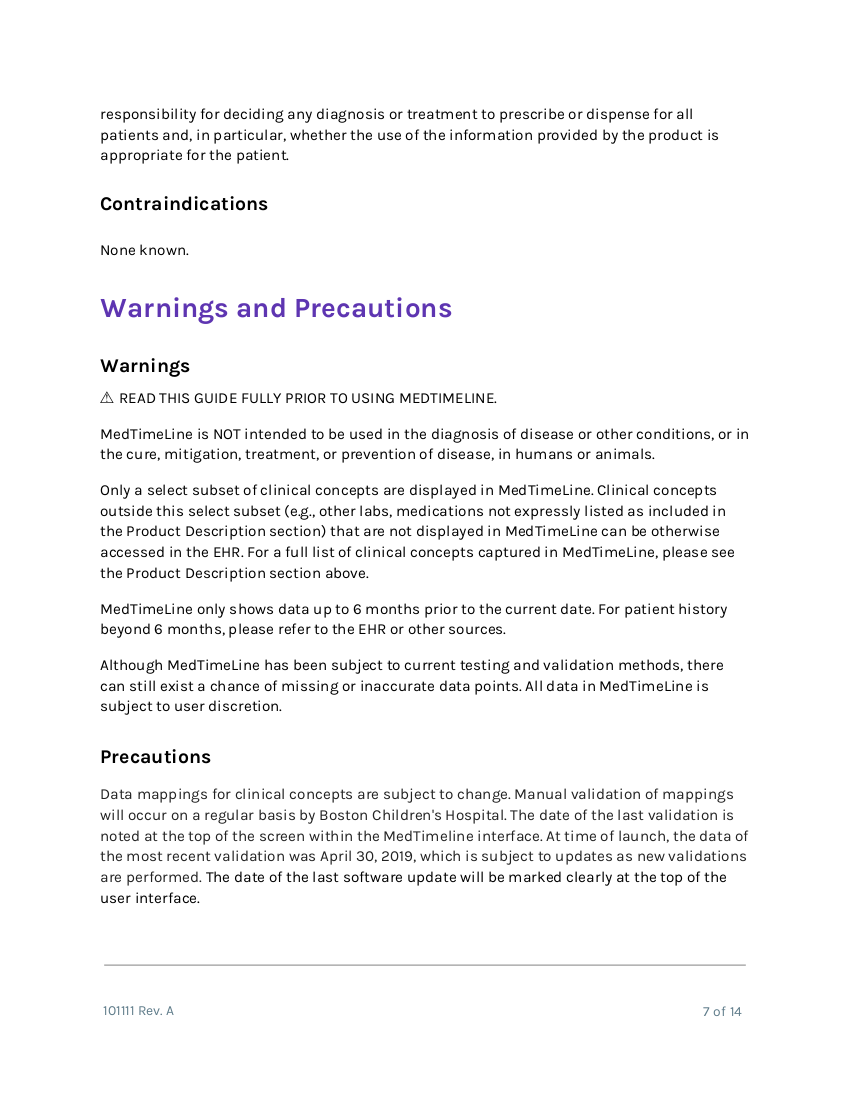 responsibility for deciding any diagnosis or treatment to prescribe or dispense for all
patients and, in particular, whether the use of the information provided by the product is
appropriate for the patient.
Contraindications
None known.
Warnings and Precautions
Warnings
⚠ READ THIS GUIDE FULLY PRIOR TO USING MEDTIMELINE.
MedTimeLine is NOT intended to be used in the diagnosis of disease or other conditions, or in
the cure, mitigation, treatment, or prevention of disease, in humans or animals.
Only a select subset of clinical concepts are displayed in MedTimeLine. Clinical concepts
outside this select subset (e.g., other labs, medications not expressly listed as included in
the Product Description section) that are not displayed in MedTimeLine can be otherwise
accessed in the EHR. For a full list of clinical concepts captured in MedTimeLine, please see
the Product Description section above.
MedTimeLine only shows data up to 6 months prior to the current date. For patient history
beyond 6 months, please refer to the EHR or other sources.
Although MedTimeLine has been subject to current testing and validation methods, there
can still exist a chance of missing or inaccurate data points. All data in MedTimeLine is
subject to user discretion.
Precautions
Data mappings for clinical concepts are subject to change. Manual validation of mappings
will occur on a regular basis by Boston Children's Hospital. The date of the last validation is
noted at the top of the screen within the MedTimeline interface. At time of launch, the data of
the most recent validation was April 30, 2019, which is subject to updates as new validations
are performed. The date of the last software update will be marked clearly at the top of the
user interface.
101111 Rev. A
7 of 14